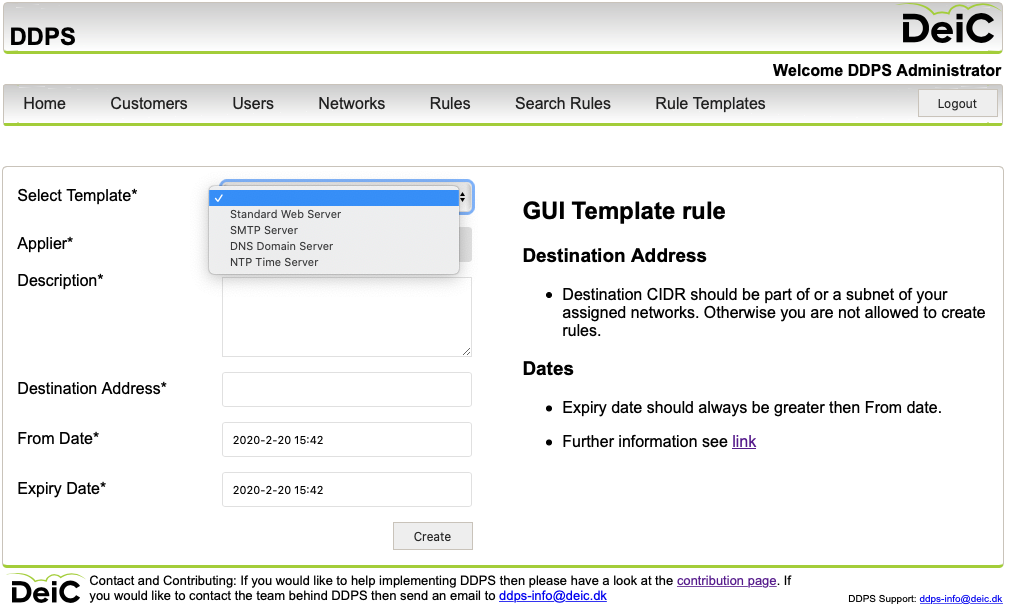 DDPS
DeiC
Welcome DDPS Administrator
Home Customers Users Networks Rules Search Rules Rule Templates Logout
Select Template*
✓
Standard Web Server
SMTP Server
DNS Domain Server
NTP Time Server
Applier*
Description*
Destination Address*
From Date*
2020-2-20 15:42
Expiry Date*
2020-2-20 15:42
Create
GUI Template rule
Destination Address
• Destination CIDR should be part of or a subnet of your
assigned networks. Otherwise you are not allowed to create
rules.
Dates
• Expiry date should always be greater then From date.
• Further information see link
DeiC
Contact and Contributing: If you would like to help implementing DDPS then please have a look at the contribution page. If
you would like to contact the team behind DDPS then send an email to ddps-info@deic.dk
DDPS Support: ddps-info@deic.dk